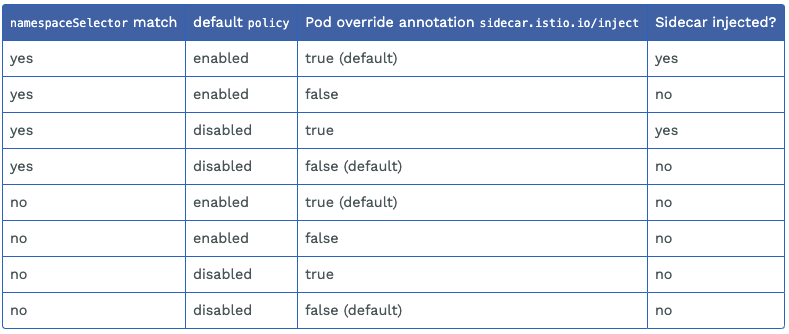 namespaceSelector match default policy Pod override annotation sidecar.istio.io/inject Sidecar injected?
yes enabled true (default) yes
yes enabled false no
yes disabled true yes
yes disabled false (default) no
no enabled true (default) no
no enabled false no
no disabled true no
no disabled false (default) no